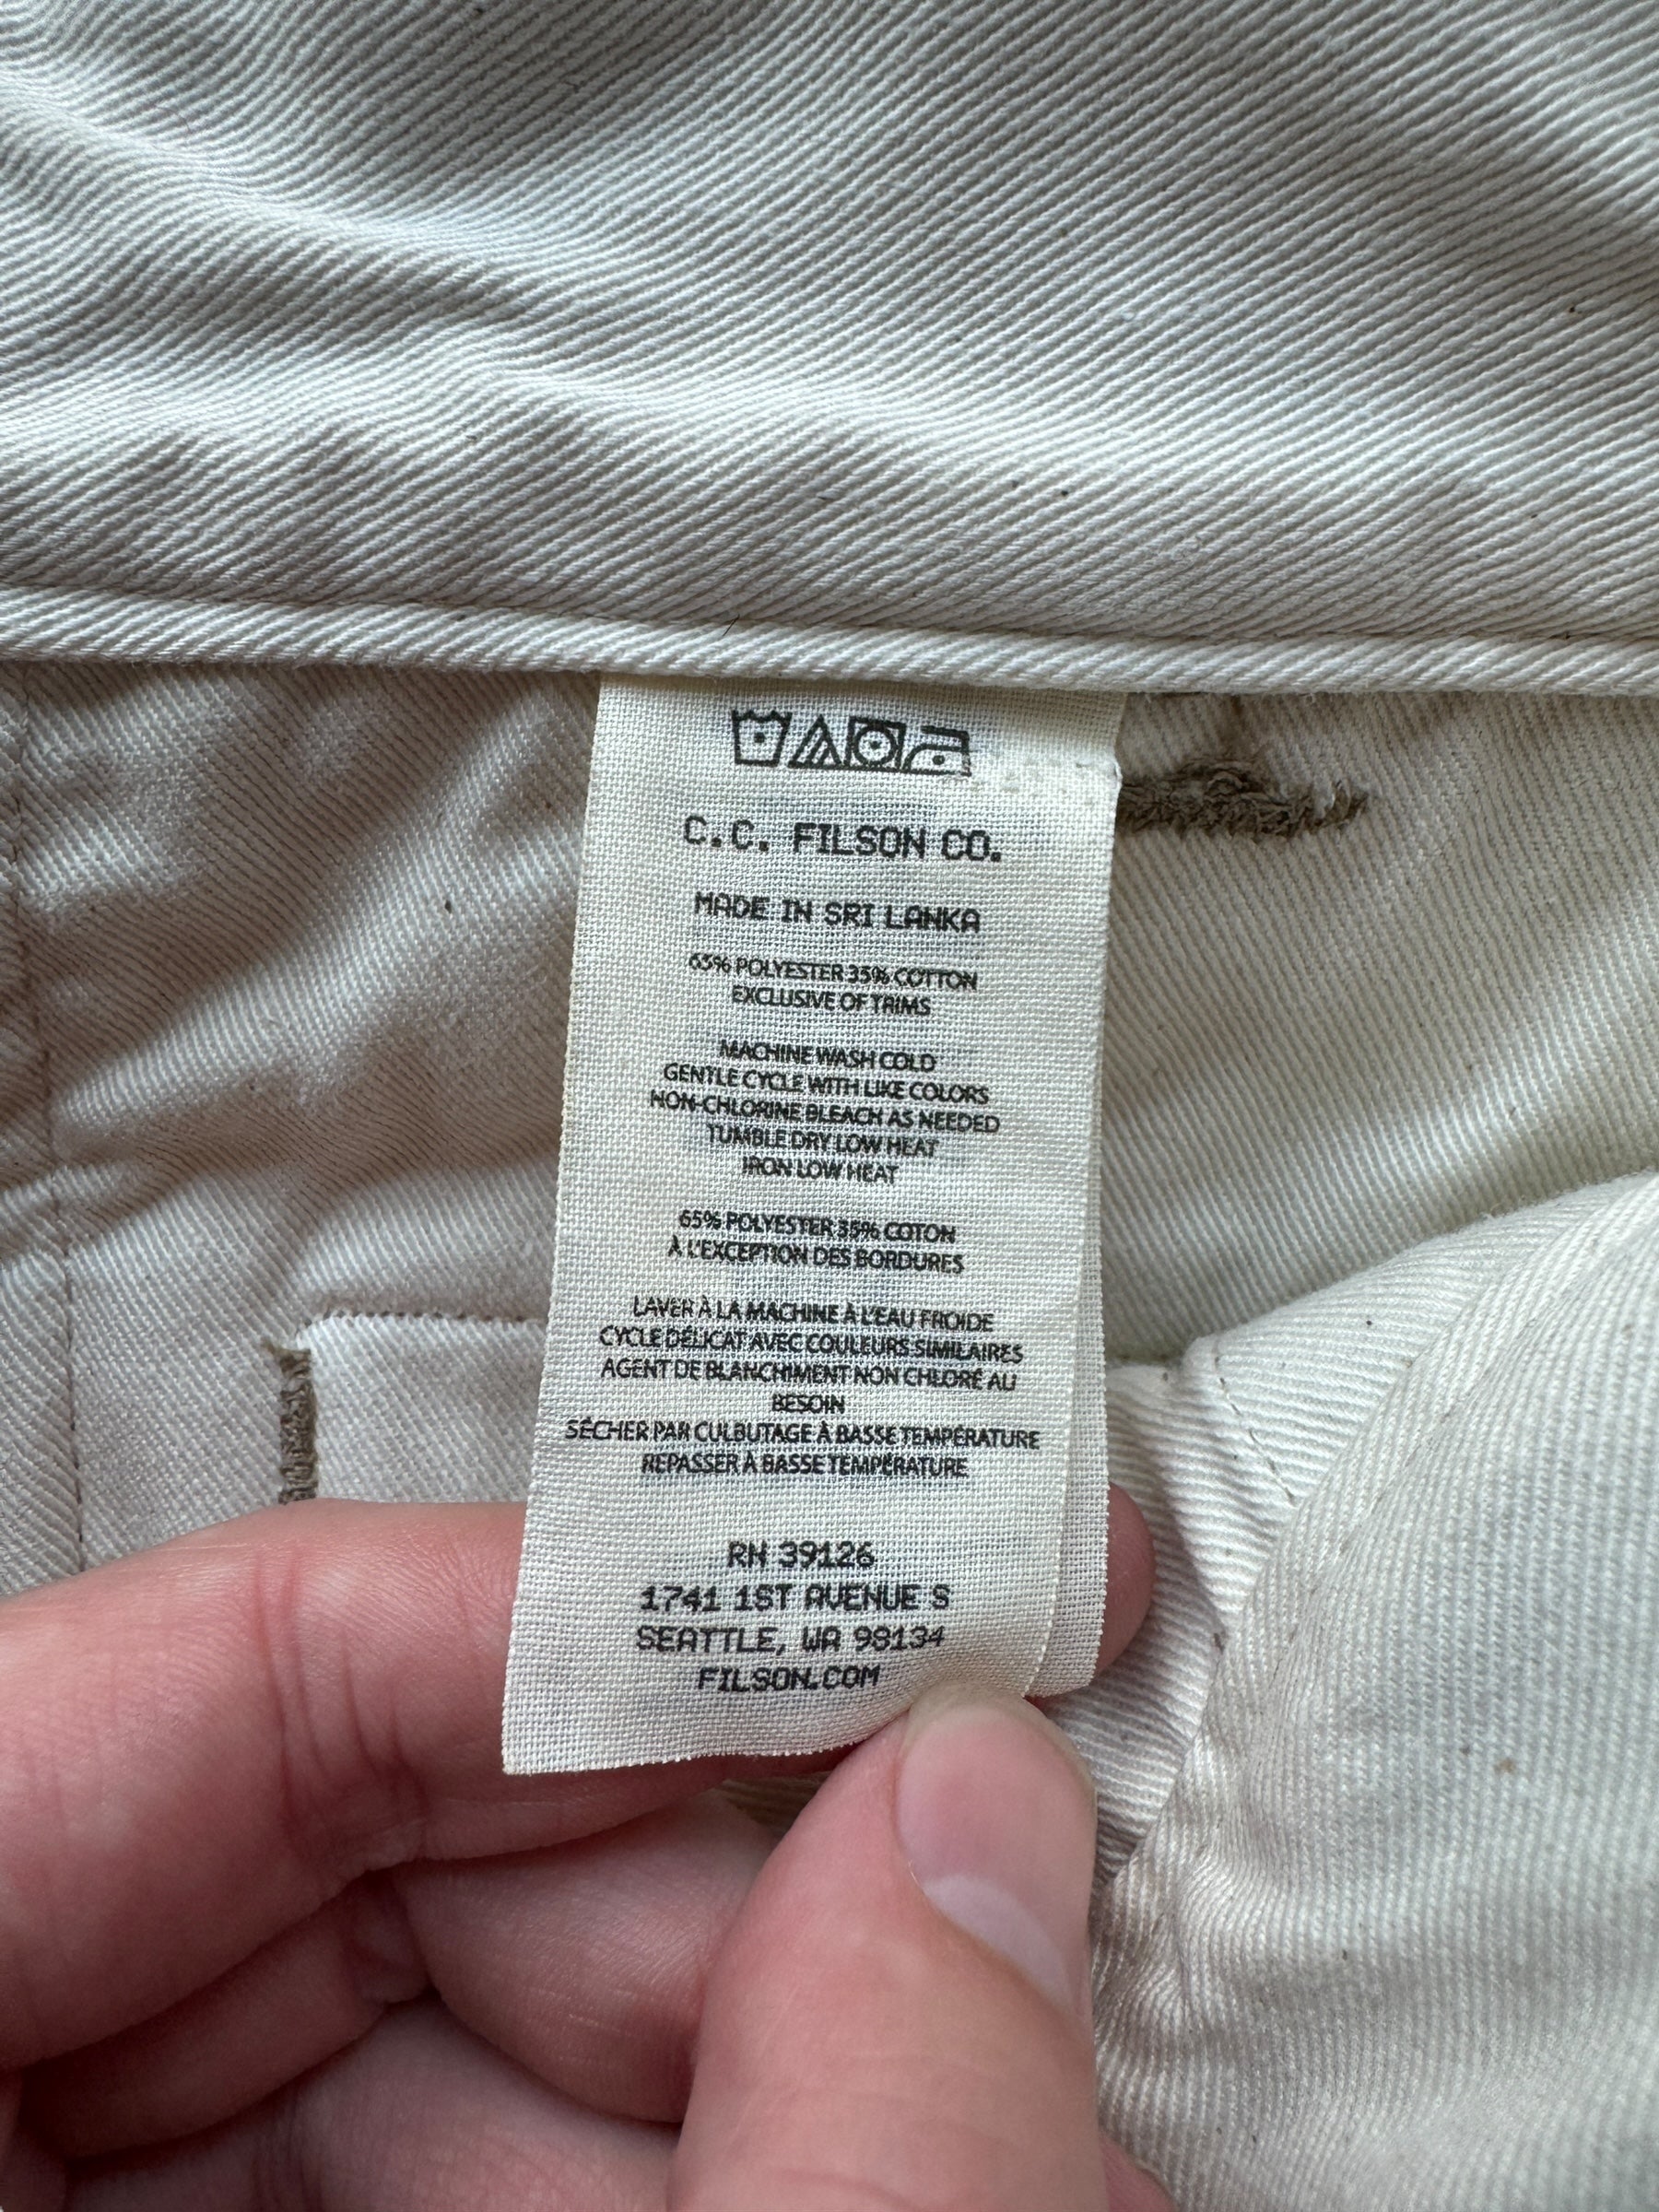 C.C. FILSON CO.
MADE IN SRI LANKA
65% POLYESTER 35% COTTON
EXCLUSIVE OF TRIMS
MACHINE WASH COLD
GENTLE CYCLE WITH LIKE COLORS
NON-CHLORINE BLEACH AS NEEDED
TUMBLE DRY LOW HEAT
IRON LOW HEAT
65% POLYESTER 35% COTON
À L'EXCEPTION DES BORDURES
LAVER À LA MACHINE À L'EAU FROIDE
CYCLE DÉLICAT AVEC COULEURS SIMILAIRES
AGENT DE BLANCHIMENT NON CHLORÉ AU
BESOIN
SÉCHER PAR CULBUTAGE À BASSE TEMPÉRATURE
REPASSER À BASSE TEMPÉRATURE
RN 39126
1741 1ST AVENUE S
SEATTLE, WA 98134
FILSON.COM